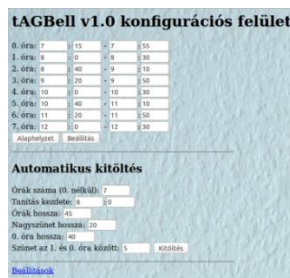 tAGBell v1.0 konfigurációs felület
0. óra: 7 : 15 - 7 : 55
1. óra: 8 : 0 - 8 : 30
2. óra: 8 : 40 - 9 : 10
3. óra: 9 : 20 - 9 : 50
4. óra: 10 : 0 - 10 : 30
5. óra: 10 : 40 - 11 : 10
6. óra: 11 : 20 - 11 : 50
7. óra: 12 : 0 - 12 : 30
Alaphelyzet Beállítás
Automatikus kitöltés
Órák száma (0. nélkül): 7
Tanítás kezdete: 8 : 0
Órák hossza: 45
Nagyszünet hossza: 20
0. óra hossza: 40
Szünet az 1. és 0. óra között: 5 Kitöltés
Beállítások